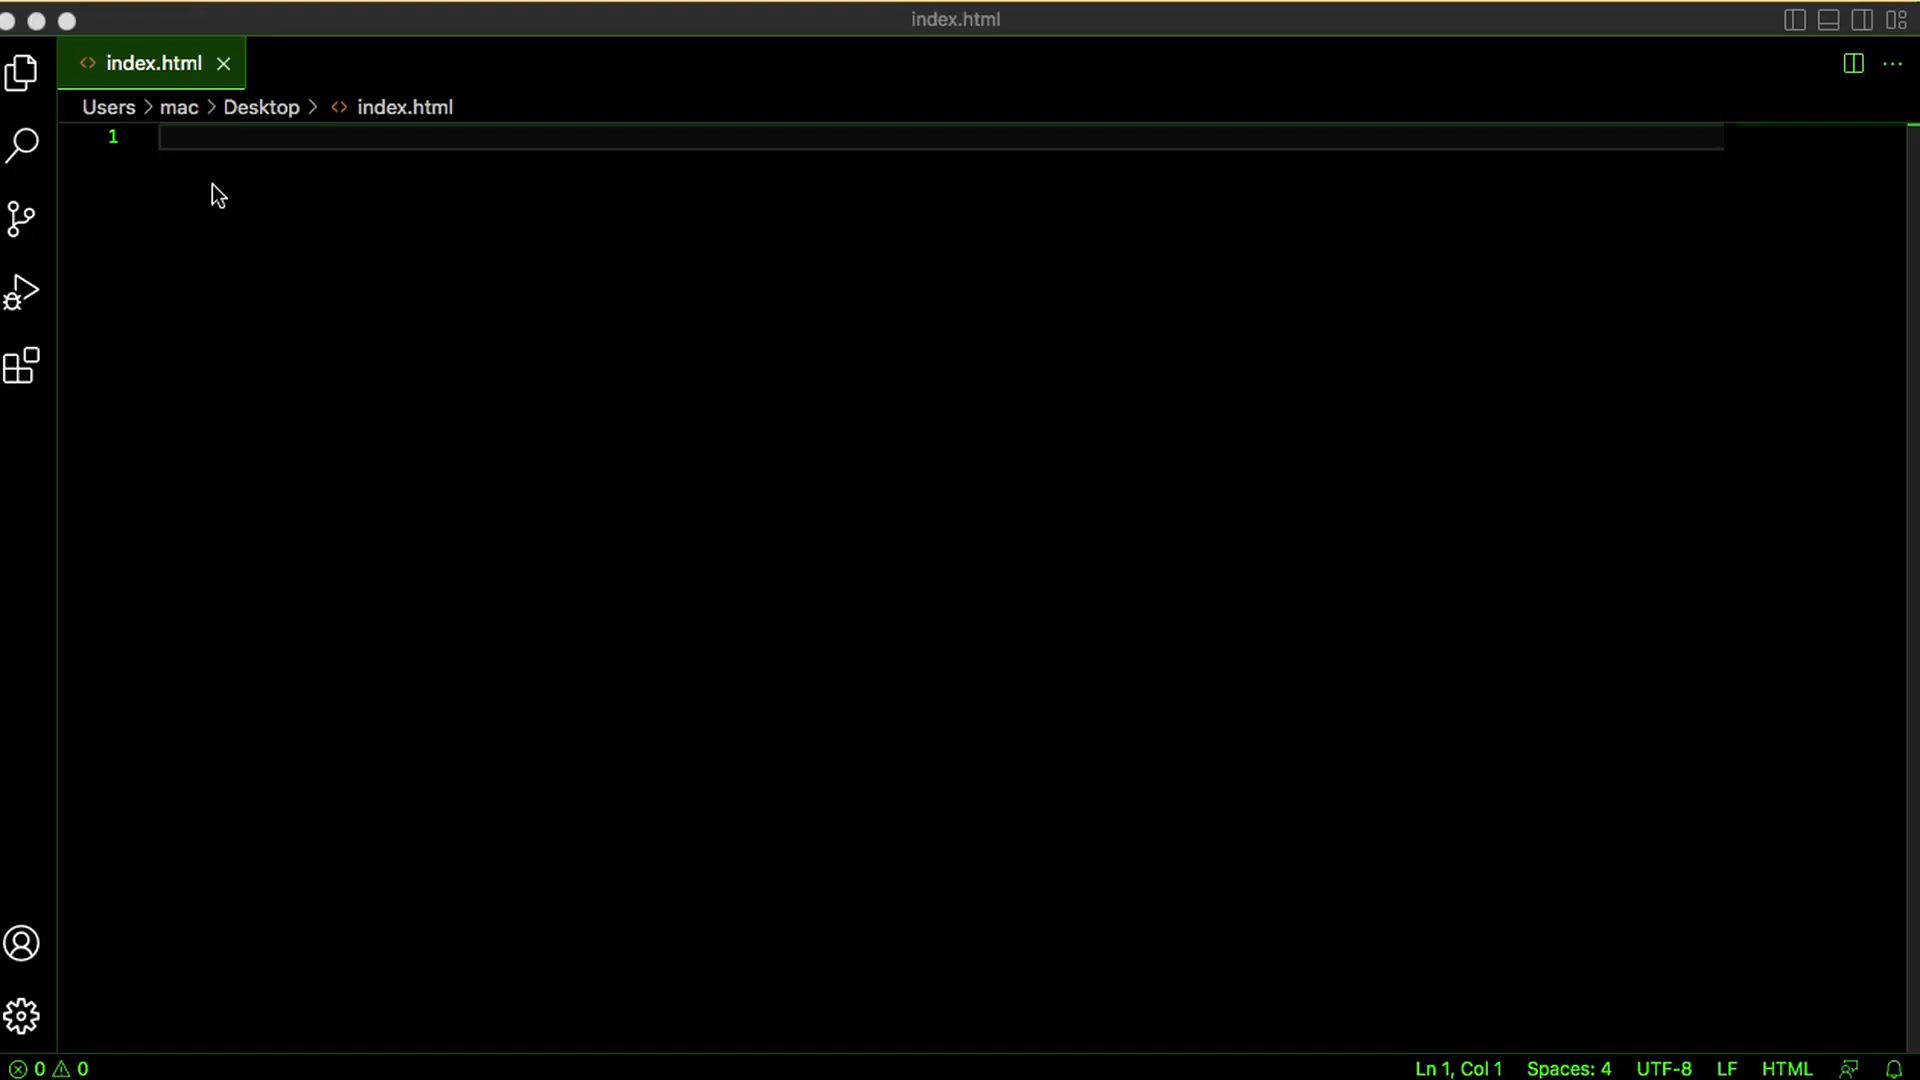 index.html
index.html
Users > mac > Desktop > index.html
1
0 0
Ln 1, Col 1 Spaces: 4 UTF-8 LF HTML